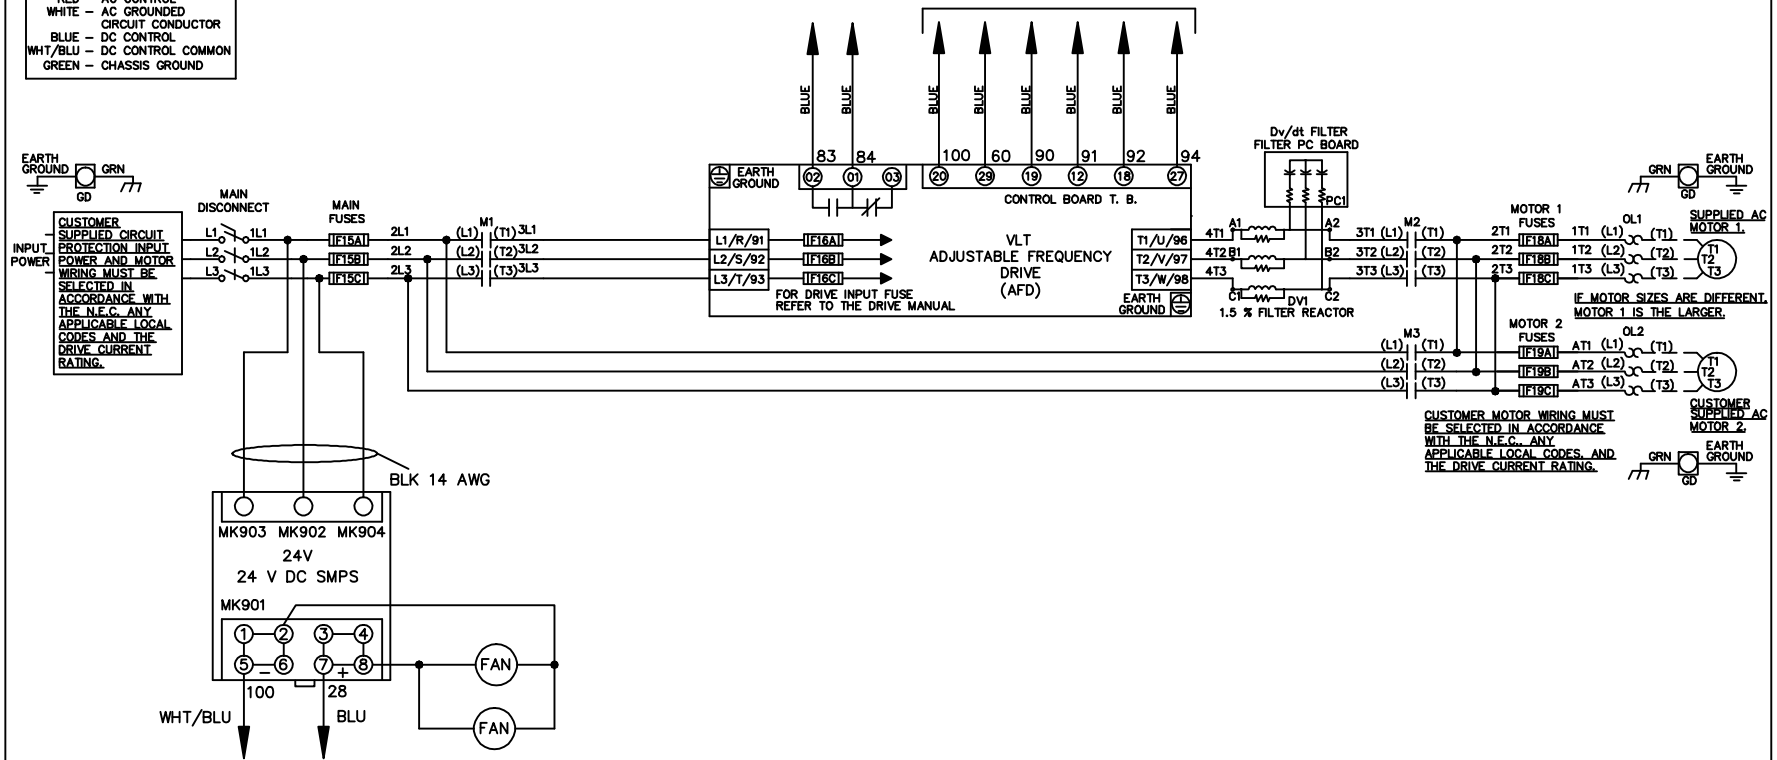 WHITE – AC GROUNDED
CIRCUIT CONDUCTOR
BLUE – DC CONTROL
WHT/BLU – DC CONTROL COMMON
GREEN – CHASSIS GROUND
BLUE
BLUE
BLUE
BLUE
BLUE
BLUE
BLUE
BLUE
83
84
100
60
90
91
92
94
02
01
03
20
29
19
12
18
27
EARTH
GROUND
CONTROL BOARD T. B.
Dv/dt FILTER
FILTER PC BOARD
PC1
EARTH
GROUND
GRN
GD
CUSTOMER
SUPPLIED CIRCUIT
PROTECTION INPUT
POWER AND MOTOR
WIRING MUST BE
SELECTED IN
ACCORDANCE WITH
THE N.E.C. ANY
APPLICABLE LOCAL
CODES AND THE
DRIVE CURRENT
RATING.
INPUT
POWER
MAIN
DISCONNECT
L1 1L1
L2 1L2
L3 1L3
MAIN
FUSES
F15A
F15B
F15C
2L1
2L2
2L3
M1
(L1) (T1) 3L1
(L2) (T2) 3L2
(L3) (T3) 3L3
L1/R/91
L2/S/92
L3/T/93
F16A
F16B
F16C
FOR DRIVE INPUT FUSE
REFER TO THE DRIVE MANUAL
VLT
ADJUSTABLE FREQUENCY
DRIVE
(AFD)
T1/U/96
T2/V/97
T3/W/98
EARTH
GROUND
4T1 A1 A2
4T2 B1 B2
4T3 C1 C2
DV1
1.5 % FILTER REACTOR
M2
3T1 (L1) (T1)
3T2 (L2) (T2)
3T3 (L3) (T3)
2T1
2T2
2T3
MOTOR 1
FUSES
F18A
F18B
F18C
1T1 (L1)
1T2 (L2)
1T3 (L3)
OL1
(T1)
(T2)
(T3)
T1
T2
T3
GRN
GD
EARTH
GROUND
SUPPLIED AC
MOTOR 1.
IF MOTOR SIZES ARE DIFFERENT,
MOTOR 1 IS THE LARGER.
M3
(L1) (T1)
(L2) (T2)
(L3) (T3)
MOTOR 2
FUSES
F19A
F19B
F19C
AT1 (L1)
AT2 (L2)
AT3 (L3)
OL2
(T1)
(T2)
(T3)
T1
T2
T3
CUSTOMER
SUPPLIED AC
MOTOR 2.
CUSTOMER MOTOR WIRING MUST
BE SELECTED IN ACCORDANCE
WITH THE N.E.C., ANY
APPLICABLE LOCAL CODES, AND
THE DRIVE CURRENT RATING.
GRN
GD
EARTH
GROUND
BLK 14 AWG
MK903 MK902 MK904
24V
24 V DC SMPS
MK901
1 2 3 4
5 6 7 8
– +
100
28
WHT/BLU
BLU
FAN
FAN